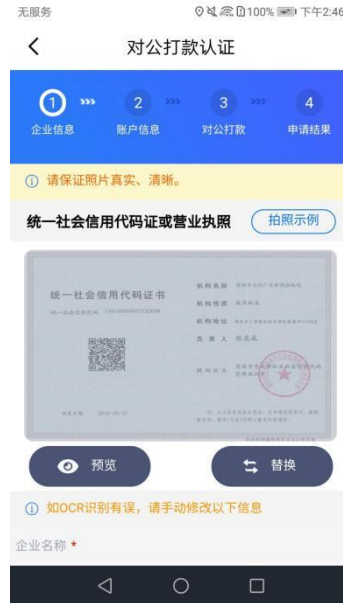 无服务
100% 下午2:46
对公打款认证
1 2 3 4
企业信息 账户信息 对公打款 申请结果
请保证照片真实、清晰。
统一社会信用代码证或营业执照 拍照示例
统一社会信用代码证书
机构名称
机构性质
机构地址
负责人
预览 替换
如OCR识别有误，请手动修改以下信息
企业名称 *